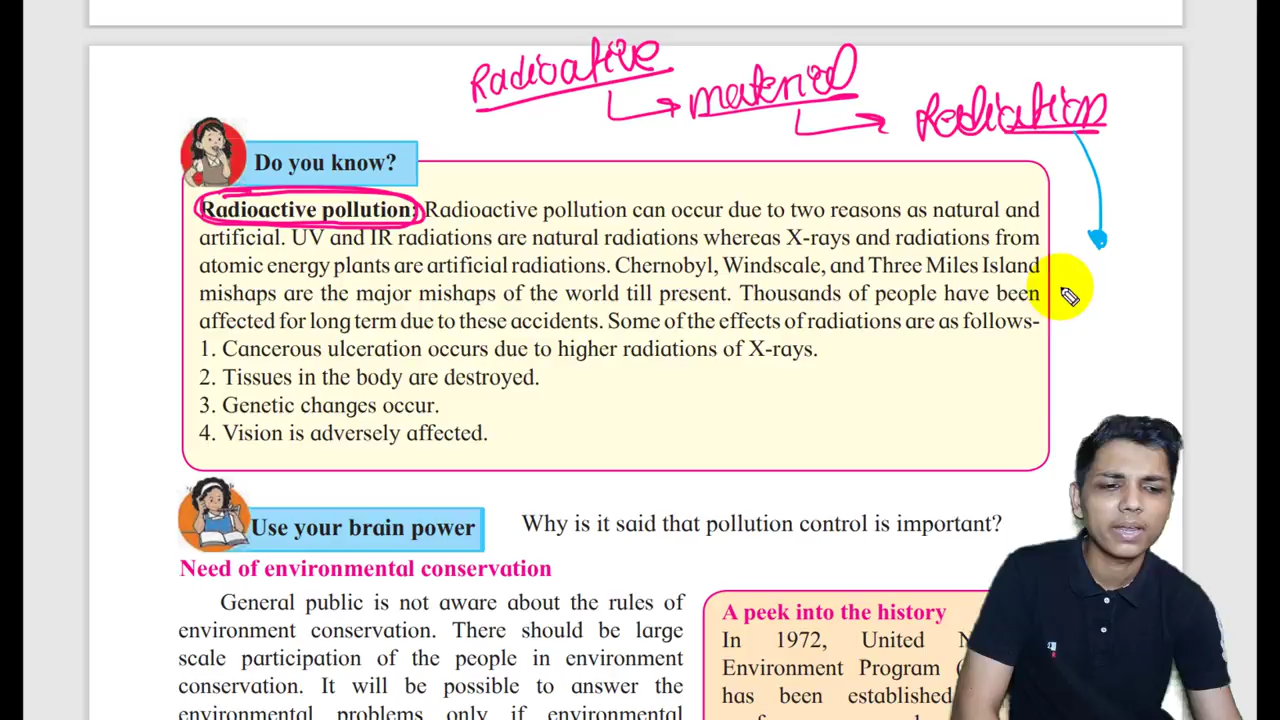 Radioative
material
Radiation
Do you know?
Radioactive pollution: Radioactive pollution can occur due to two reasons as natural and
artificial. UV and IR radiations are natural radiations whereas X-rays and radiations from
atomic energy plants are artificial radiations. Chernobyl, Windscale, and Three Miles Island
mishaps are the major mishaps of the world till present. Thousands of people have been
affected for long term due to these accidents. Some of the effects of radiations are as follows-
1. Cancerous ulceration occurs due to higher radiations of X-rays.
2. Tissues in the body are destroyed.
3. Genetic changes occur.
4. Vision is adversely affected.
Use your brain power
Why is it said that pollution control is important?
Need of environmental conservation
General public is not aware about the rules of
environment conservation. There should be large
scale participation of the people in environment
conservation. It will be possible to answer the
environmental problems only if environmental
A peek into the history
In 1972, United N
Environment Program (
has been established